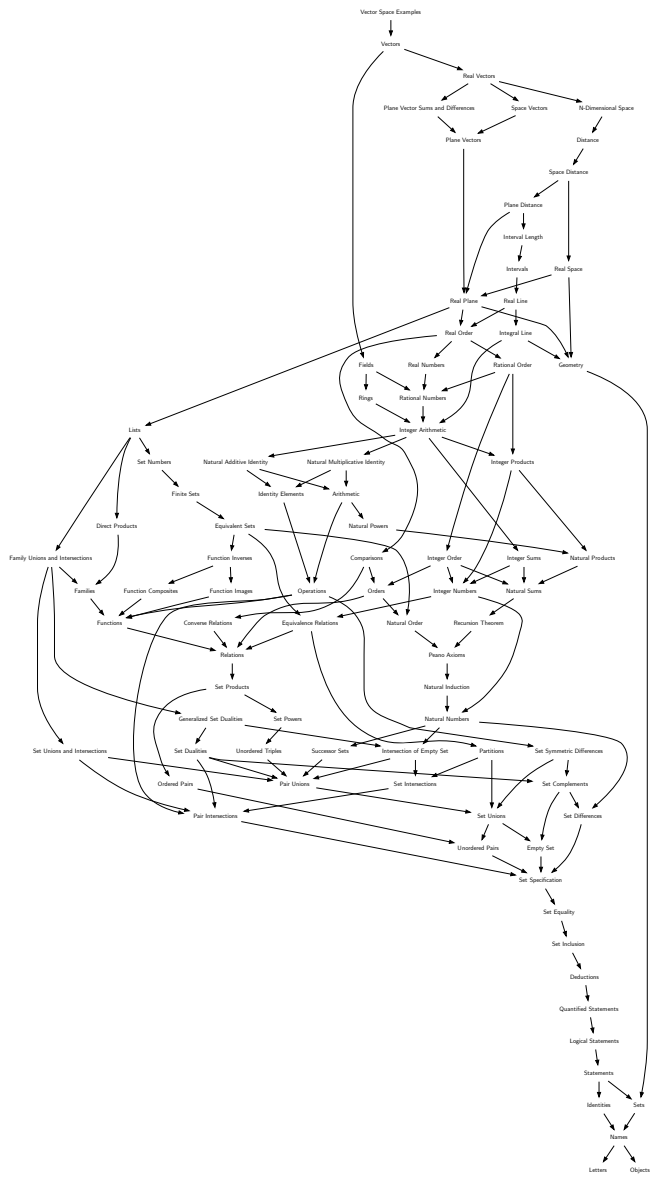 Vector Space Examples
Vectors
Real Vectors
Plane Vector Sums and Differences
Space Vectors
N-Dimensional Space
Plane Vectors
Distance
Space Distance
Plane Distance
Interval Length
Intervals
Real Space
Real Plane
Real Line
Real Order
Integral Line
Fields
Real Numbers
Rational Order
Geometry
Rings
Rational Numbers
Lists
Integer Arithmetic
Set Numbers
Natural Additive Identity
Natural Multiplicative Identity
Integer Products
Finite Sets
Identity Elements
Arithmetic
Direct Products
Equivalent Sets
Natural Powers
Family Unions and Intersections
Function Inverses
Comparisons
Integer Order
Integer Sums
Natural Products
Families
Function Composites
Function Images
Operations
Orders
Integer Numbers
Natural Sums
Functions
Converse Relations
Equivalence Relations
Natural Order
Recursion Theorem
Relations
Peano Axioms
Set Products
Natural Induction
Generalized Set Dualities
Set Powers
Natural Numbers
Set Unions and Intersections
Set Dualities
Unordered Triples
Successor Sets
Intersection of Empty Set
Partitions
Set Symmetric Differences
Ordered Pairs
Pair Unions
Set Intersections
Set Complements
Pair Intersections
Set Unions
Set Differences
Unordered Pairs
Empty Set
Set Specification
Set Equality
Set Inclusion
Deductions
Quantified Statements
Logical Statements
Statements
Identities
Sets
Names
Letters
Objects